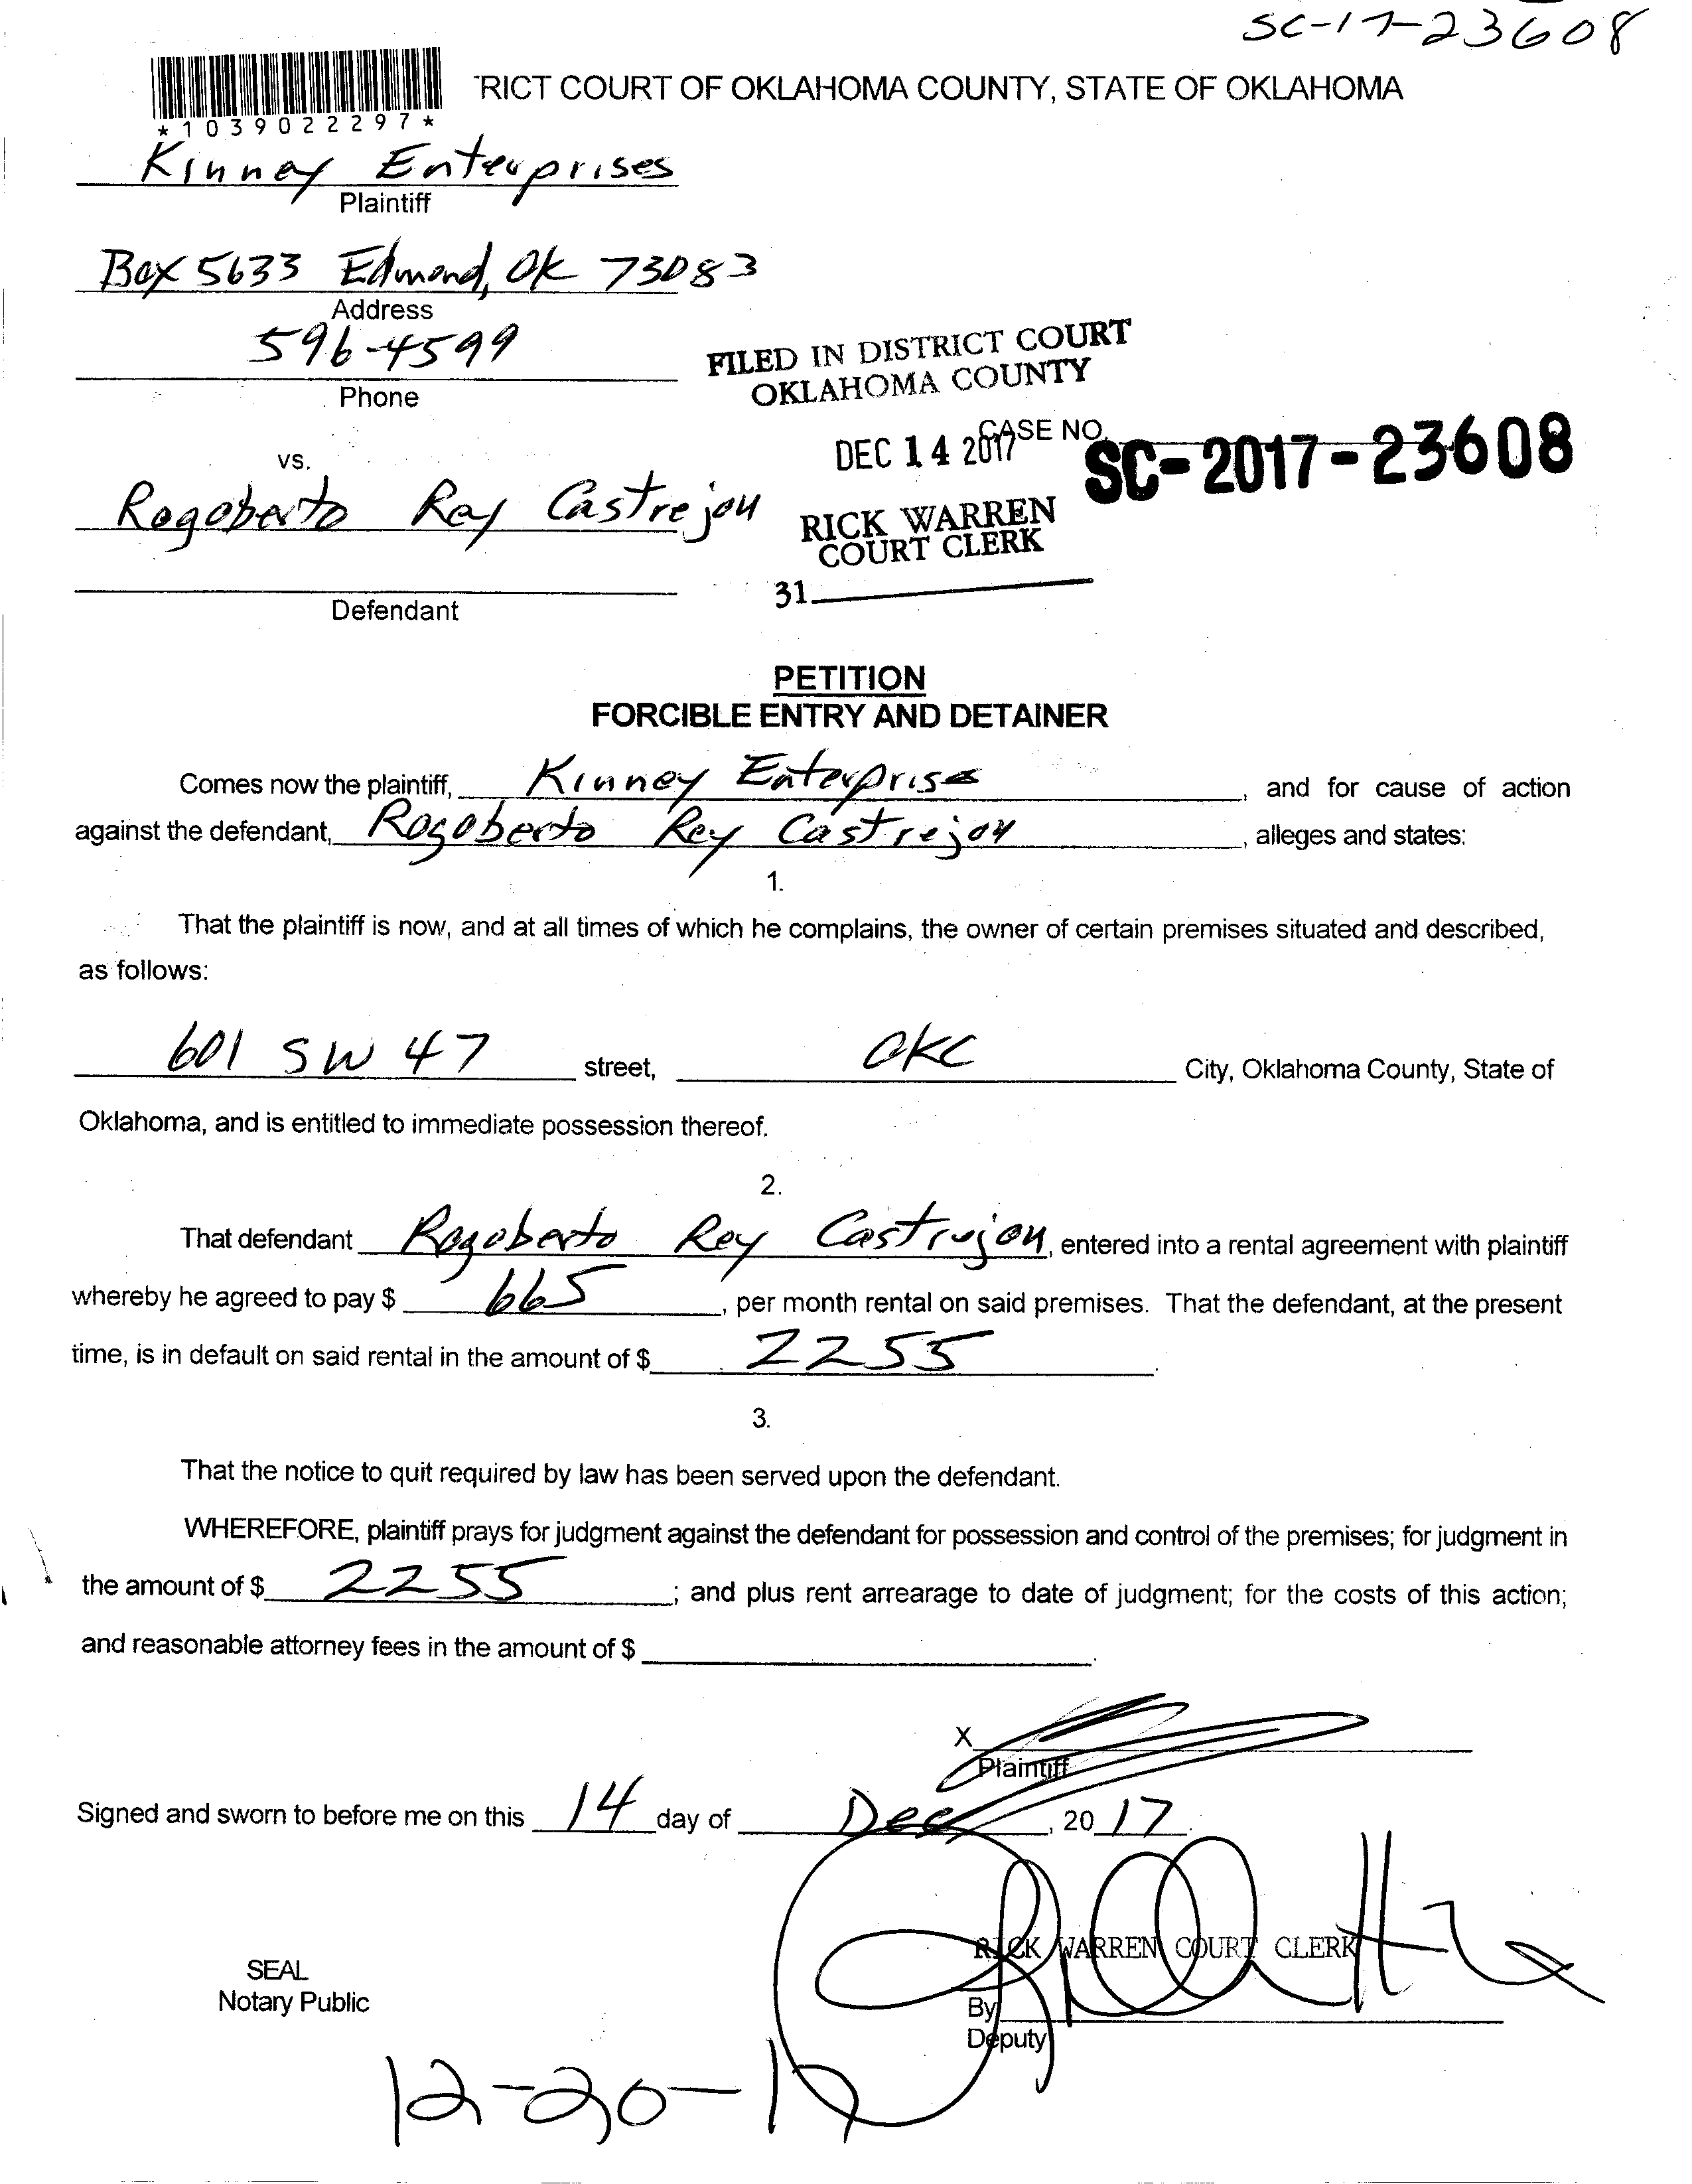 SC-17-23608
RICT COURT OF OKLAHOMA COUNTY, STATE OF OKLAHOMA
*1039022297*
Kinney Enterprises
Plaintiff
Box 5633 Edmond, OK 73083
Address
596-4599
Phone
FILED IN DISTRICT COURT
OKLAHOMA COUNTY
DEC 14 2017
CASE NO.
SC-2017-23608
vs.
Rogoberto Rey Castrejon
RICK WARREN
COURT CLERK
31
Defendant
PETITION
FORCIBLE ENTRY AND DETAINER
Comes now the plaintiff, Kinney Enterprises, and for cause of action
against the defendant, Rogoberto Rey Castrejon, alleges and states:
1.
That the plaintiff is now, and at all times of which he complains, the owner of certain premises situated and described,
as follows:
601 SW 47 street, OKC City, Oklahoma County, State of
Oklahoma, and is entitled to immediate possession thereof.
2.
That defendant Rogoberto Rey Castrejon, entered into a rental agreement with plaintiff
whereby he agreed to pay $ 665, per month rental on said premises. That the defendant, at the present
time, is in default on said rental in the amount of $ 2255.
3.
That the notice to quit required by law has been served upon the defendant.
WHEREFORE, plaintiff prays for judgment against the defendant for possession and control of the premises; for judgment in
the amount of $ 2255; and plus rent arrearage to date of judgment; for the costs of this action;
and reasonable attorney fees in the amount of $ .
X
Plaintiff
Signed and sworn to before me on this 14 day of Dec, 20 17.
RICK WARREN COURT CLERK
SEAL
Notary Public
By
Deputy
12-20-17